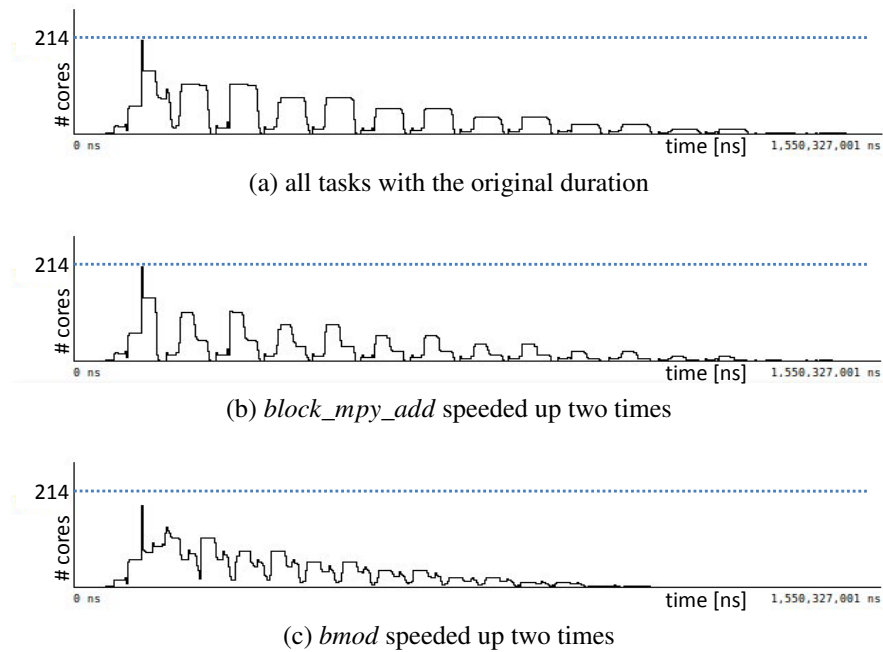 214
# cores
0 ns
time [ns]
1,550,327,001 ns
(a) all tasks with the original duration
214
# cores
0 ns
time [ns]
1,550,327,001 ns
(b) block_mpy_add speeded up two times
214
# cores
0 ns
time [ns]
1,550,327,001 ns
(c) bmod speeded up two times